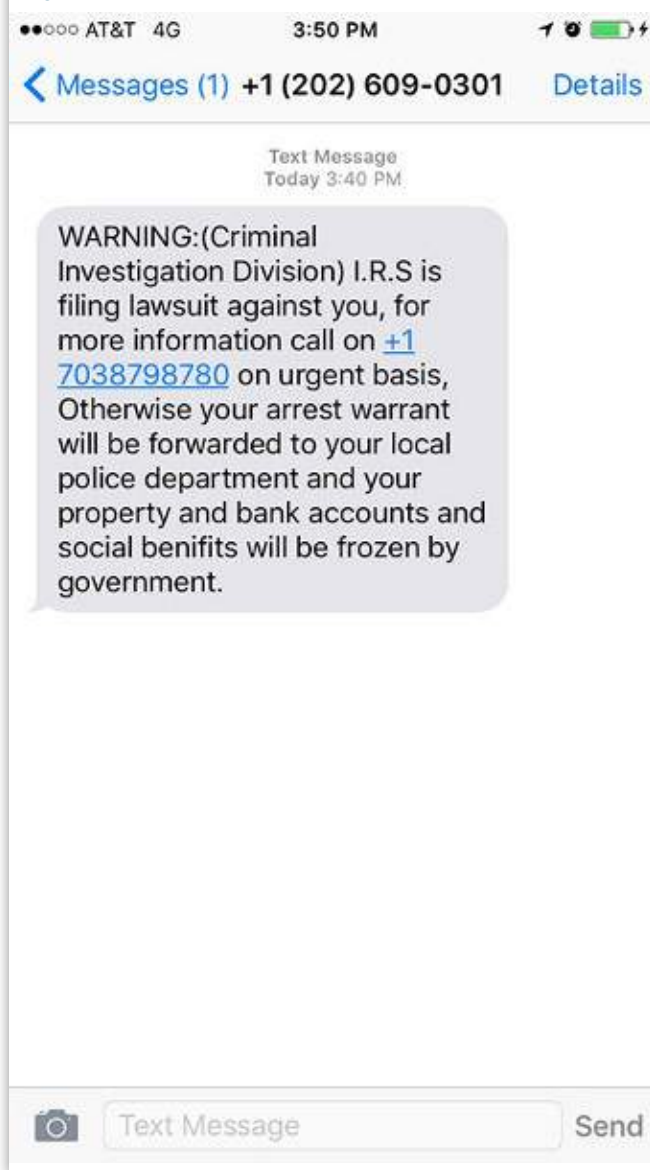 AT&T 4G 3:50 PM
Messages (1) +1 (202) 609-0301 Details
Text Message
Today 3:40 PM
WARNING:(Criminal
Investigation Division) I.R.S is
filing lawsuit against you, for
more information call on +1
7038798780 on urgent basis,
Otherwise your arrest warrant
will be forwarded to your local
police department and your
property and bank accounts and
social benifits will be frozen by
government.
Text Message Send